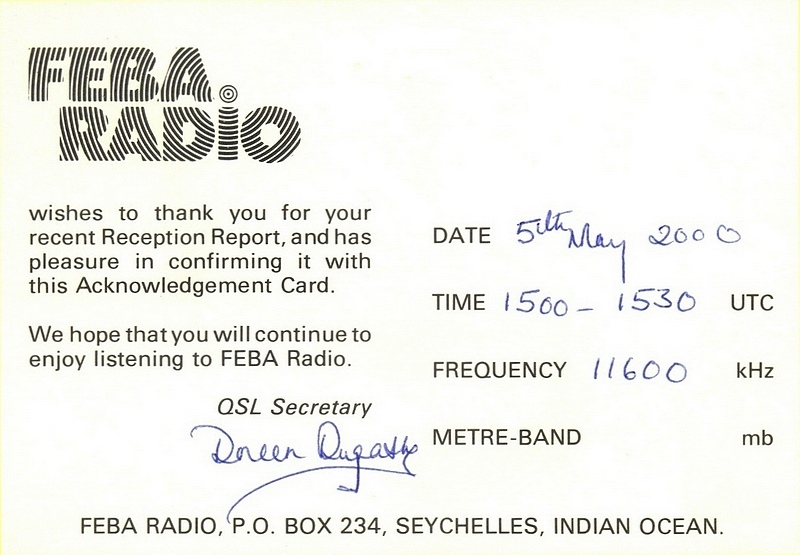 FEBA
RADIO
wishes to thank you for your
recent Reception Report, and has
pleasure in confirming it with
this Acknowledgement Card.
We hope that you will continue to
enjoy listening to FEBA Radio.
QSL Secretary
Doreen
DATE 5th May 2000
TIME 1500 - 1530 UTC
FREQUENCY 11600 kHz
METRE-BAND mb
FEBA RADIO, P.O. BOX 234, SEYCHELLES, INDIAN OCEAN.